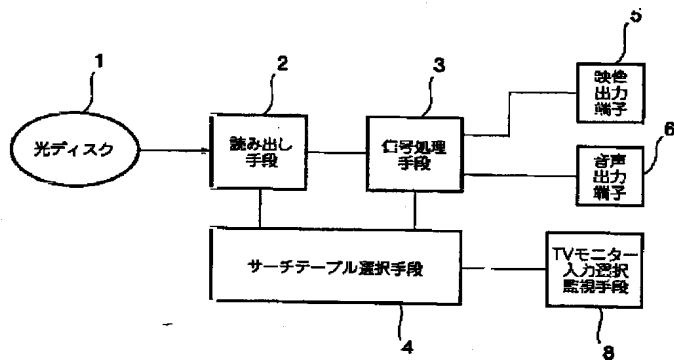 1
2
3
5
光ディスク
読み出し
手段
信号処理
手段
映像
出力
端子
6
音声
出力
端子
サーチテーブル選択手段
4
TVモニター
入力選択
監視手段
8